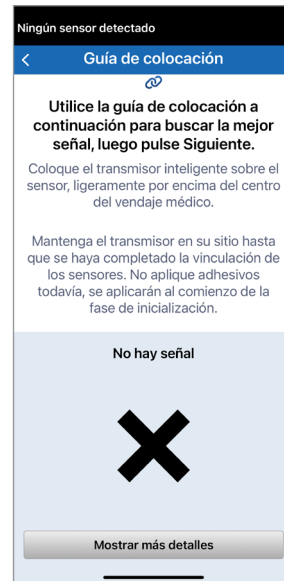 Ningún sensor detectado
Guía de colocación
Utilice la guía de colocación a
continuación para buscar la mejor
señal, luego pulse Siguiente.
Coloque el transmisor inteligente sobre el
sensor, ligeramente por encima del centro
del vendaje médico.
Mantenga el transmisor en su sitio hasta
que se haya completado la vinculación de
los sensores. No aplique adhesivos
todavía, se aplicarán al comienzo de la
fase de inicialización.
No hay señal
Mostrar más detalles